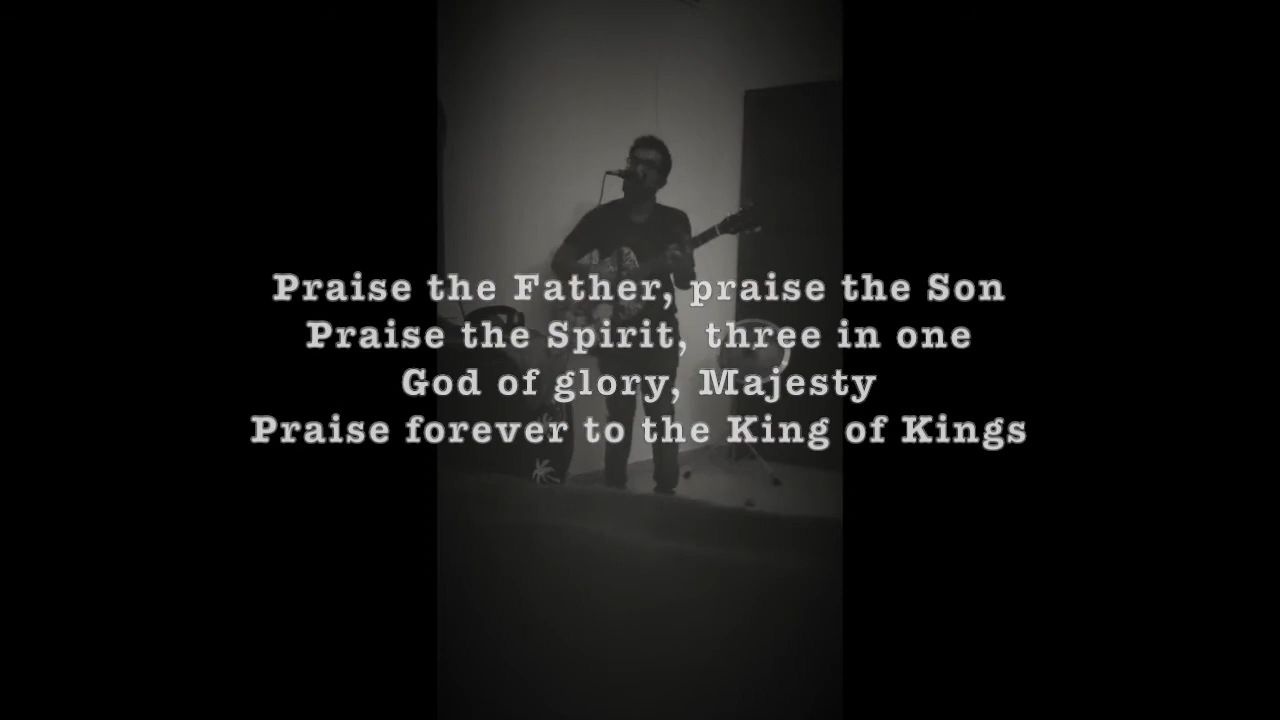 Praise the Father, praise the Son
Praise the Spirit, three in one
God of glory, Majesty
Praise forever to the King of Kings